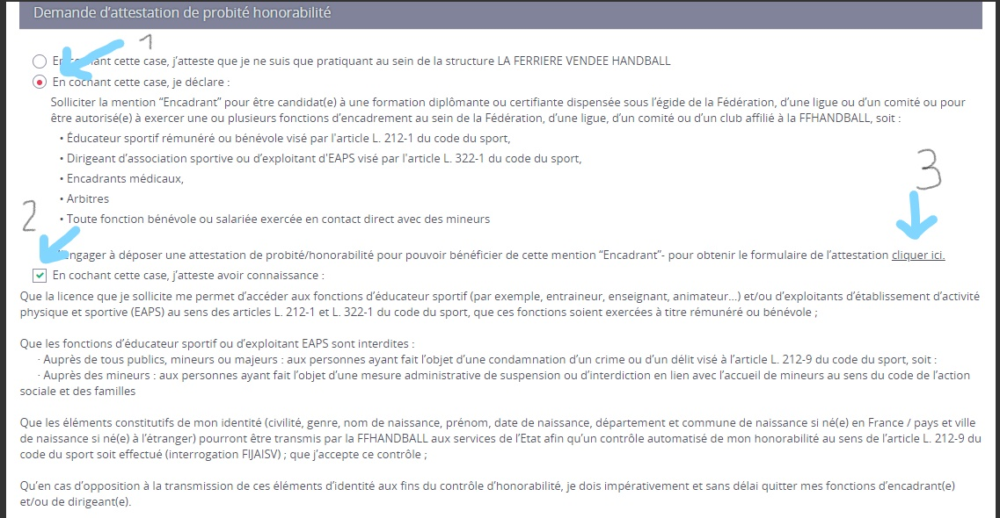 Demande d’attestation de probité honorabilité
1
En cochant cette case, j’atteste que je ne suis que pratiquant au sein de la structure LA FERRIERE VENDEE HANDBALL
En cochant cette case, je déclare :
Solliciter la mention “Encadrant” pour être candidat(e) à une formation diplômante ou certifiante dispensée sous l’égide de la Fédération, d’une ligue ou d’un comité ou pour
être autorisé(e) à exercer une ou plusieurs fonctions d’encadrement au sein de la Fédération, d’une ligue, d’un comité ou d’un club affilié à la FFHANDBALL, soit :
• Éducateur sportif rémunéré ou bénévole visé par l'article L. 212-1 du code du sport,
• Dirigeant d’association sportive ou d’exploitant d'EAPS visé par l'article L. 322-1 du code du sport,
3
• Encadrants médicaux,
• Arbitres
2
• Toute fonction bénévole ou salariée exercée en contact direct avec des mineurs
engager à déposer une attestation de probité/honorabilité pour pouvoir bénéficier de cette mention “Encadrant”- pour obtenir le formulaire de l’attestation cliquer ici.
En cochant cette case, j’atteste avoir connaissance :
Que la licence que je sollicite me permet d’accéder aux fonctions d’éducateur sportif (par exemple, entraineur, enseignant, animateur…) et/ou d’exploitants d’établissement d’activité
physique et sportive (EAPS) au sens des articles L. 212-1 et L. 322-1 du code du sport, que ces fonctions soient exercées à titre rémunéré ou bénévole ;
Que les fonctions d’éducateur sportif ou d’exploitant EAPS sont interdites :
· Auprès de tous publics, mineurs ou majeurs : aux personnes ayant fait l’objet d’une condamnation d’un crime ou d’un délit visé à l’article L. 212-9 du code du sport, soit :
· Auprès des mineurs : aux personnes ayant fait l’objet d’une mesure administrative de suspension ou d’interdiction en lien avec l’accueil de mineurs au sens du code de l’action
sociale et des familles
Que les éléments constitutifs de mon identité (civilité, genre, nom de naissance, prénom, date de naissance, département et commune de naissance si né(e) en France / pays et ville
de naissance si né(e) à l’étranger) pourront être transmis par la FFHANDBALL aux services de l’Etat afin qu’un contrôle automatisé de mon honorabilité au sens de l’article L. 212-9 du
code du sport soit effectué (interrogation FIJAISV) ; que j’accepte ce contrôle ;
Qu’en cas d’opposition à la transmission de ces éléments d’identité aux fins du contrôle d’honorabilité, je dois impérativement et sans délai quitter mes fonctions d’encadrant(e)
et/ou de dirigeant(e).